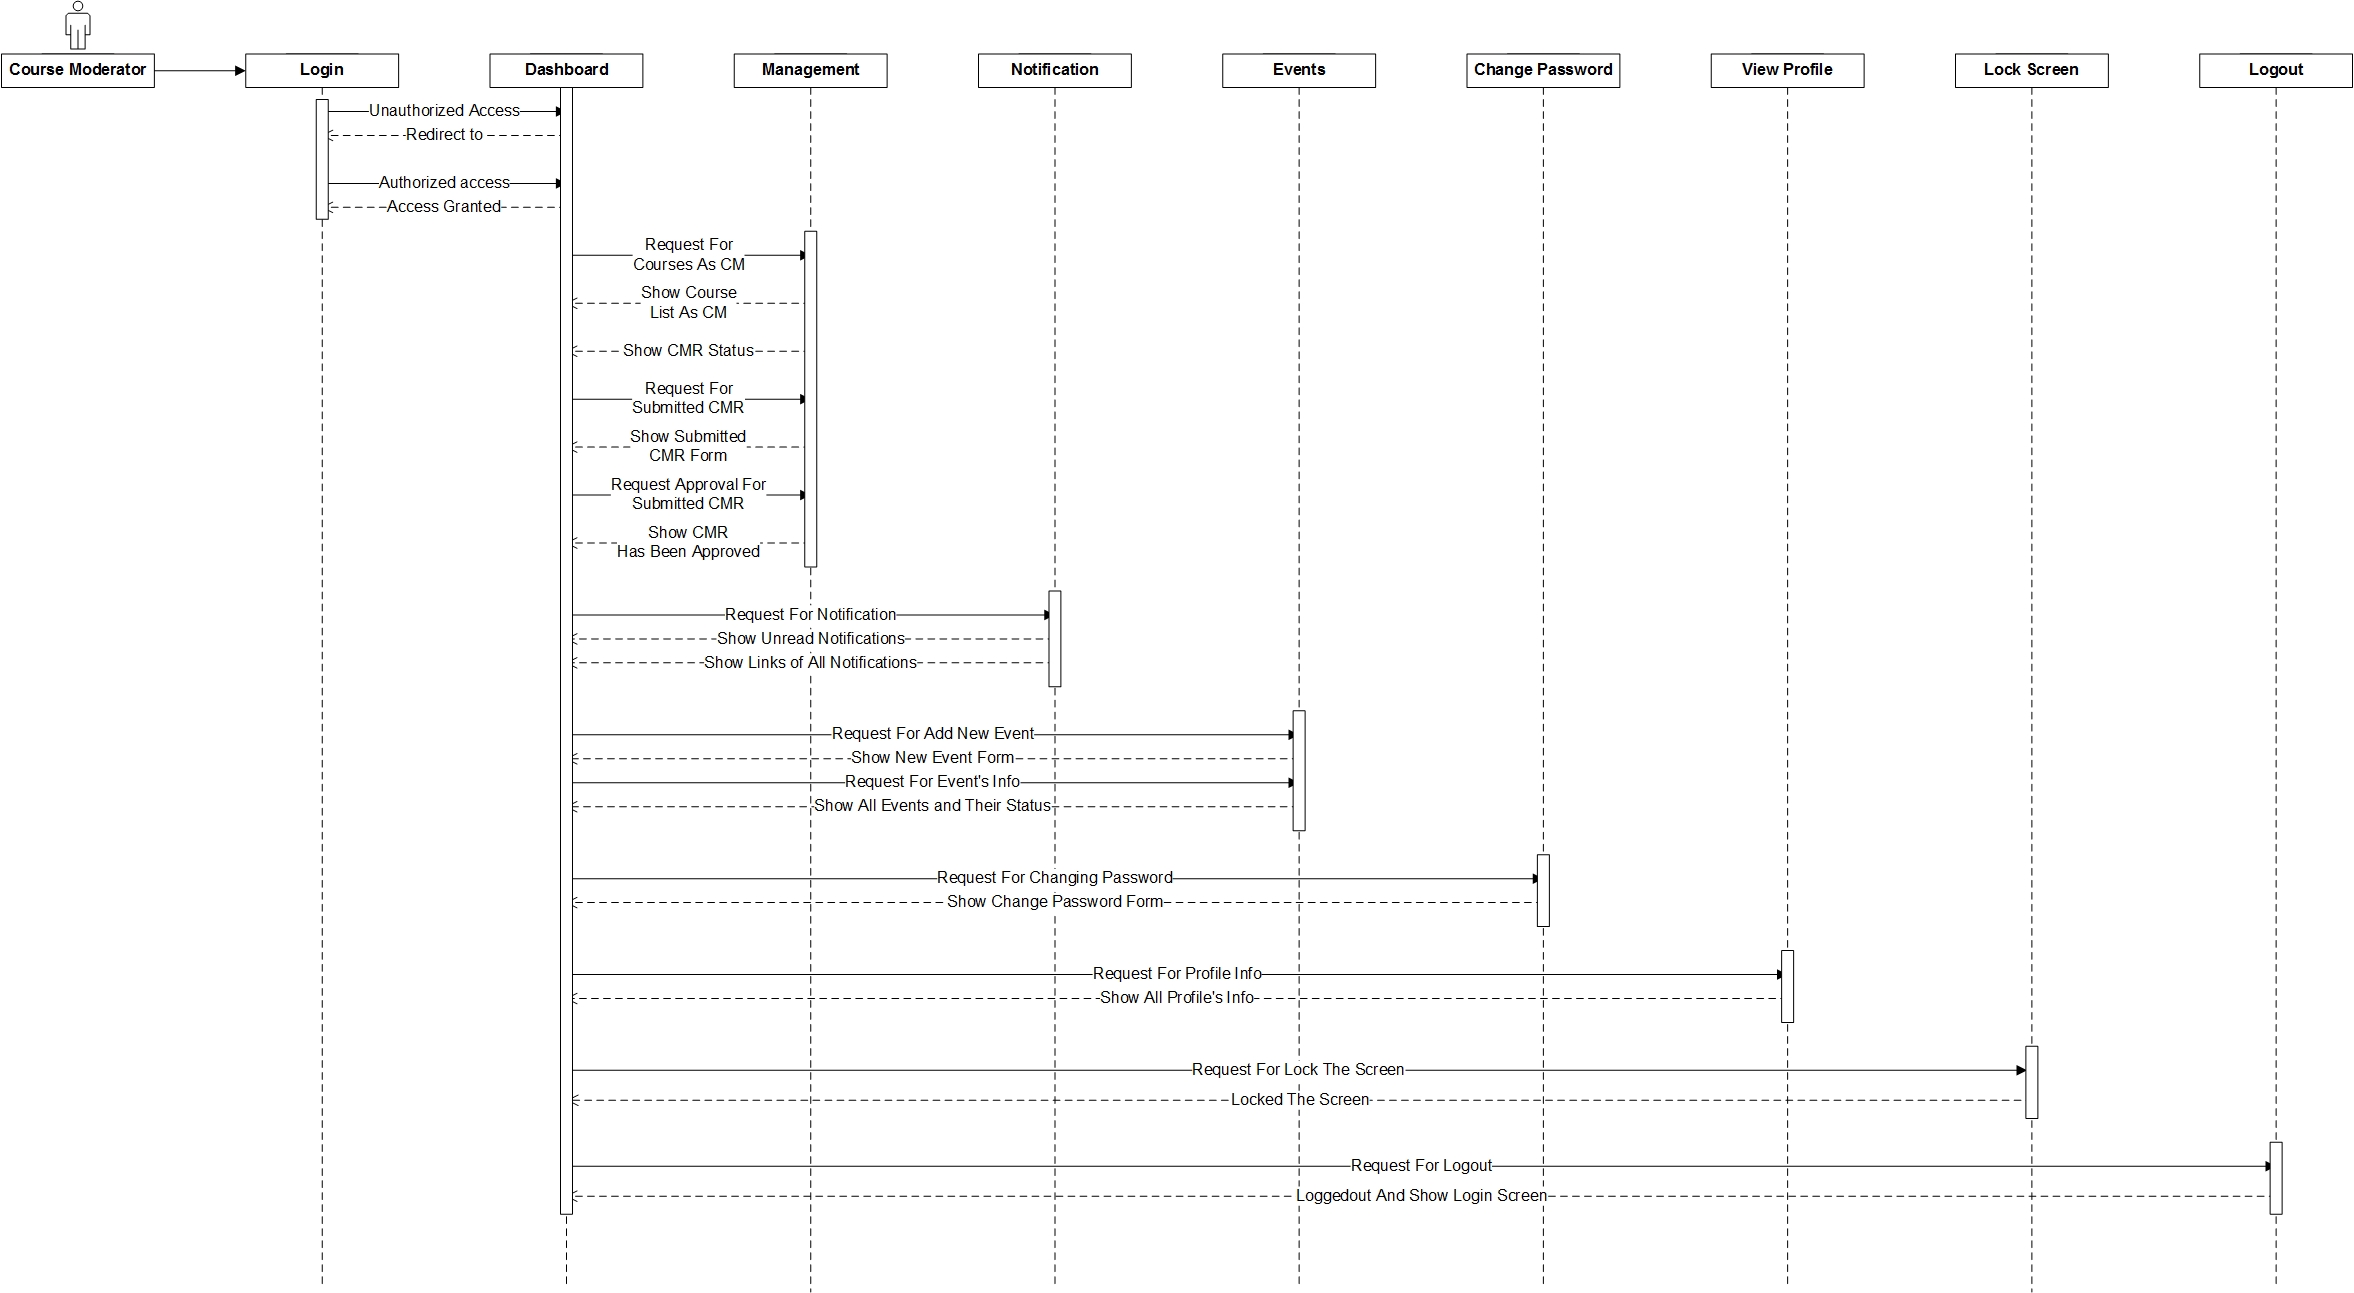 Course Moderator
Login
Dashboard
Management
Notification
Events
Change Password
View Profile
Lock Screen
Logout
Unauthorized Access
Redirect to
Authorized access
Access Granted
Request For
Courses As CM
Show Course
List As CM
Show CMR Status
Request For
Submitted CMR
Show Submitted
CMR Form
Request Approval For
Submitted CMR
Show CMR
Has Been Approved
Request For Notification
Show Unread Notifications
Show Links of All Notifications
Request For Add New Event
Show New Event Form
Request For Event's Info
Show All Events and Their Status
Request For Changing Password
Show Change Password Form
Request For Profile Info
Show All Profile's Info
Request For Lock The Screen
Locked The Screen
Request For Logout
Loggedout And Show Login Screen